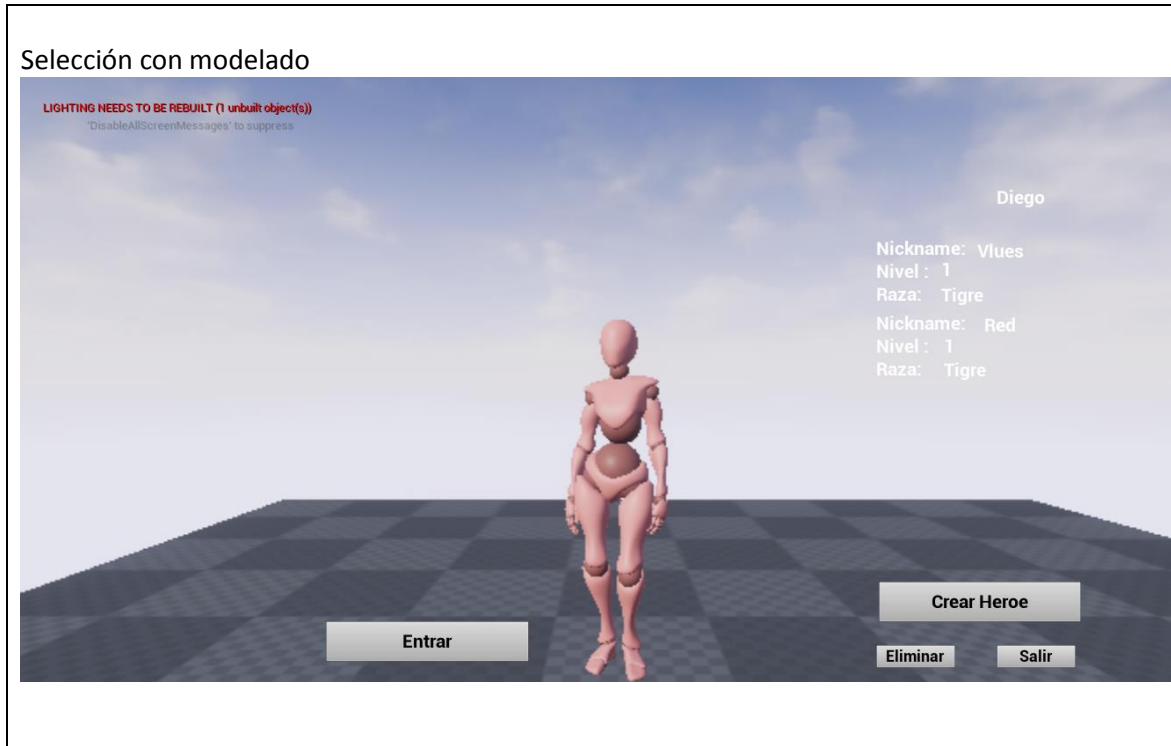 Selección con modelado
LIGHTING NEEDS TO BE REBUILT (1 unbuilt object(s))
'DisableAllScreenMessages' to suppress
Diego
Nickname: Vlues
Nivel : 1
Raza: Tigre
Nickname: Red
Nivel : 1
Raza: Tigre
Crear Heroe
Entrar
Eliminar Salir